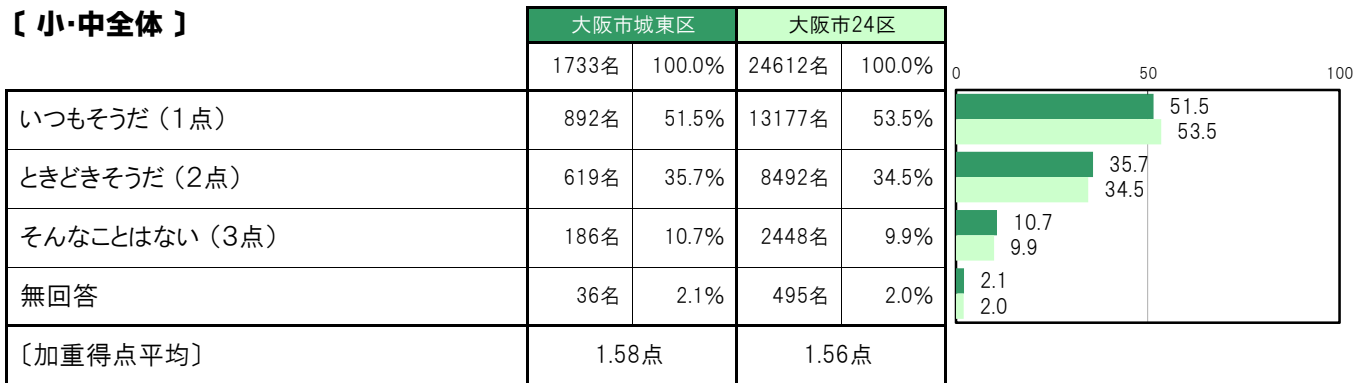 〔 小・中全体 〕
大阪市城東区 大阪市24区
1733名 100.0% 24612名 100.0%
0 50 100
いつもそうだ（１点） 892名 51.5% 13177名 53.5%
51.5
53.5
ときどきそうだ（２点） 619名 35.7% 8492名 34.5%
35.7
34.5
そんなことはない（３点） 186名 10.7% 2448名 9.9%
10.7
9.9
無回答 36名 2.1% 495名 2.0%
2.1
2.0
〔加重得点平均〕 1.58点 1.56点